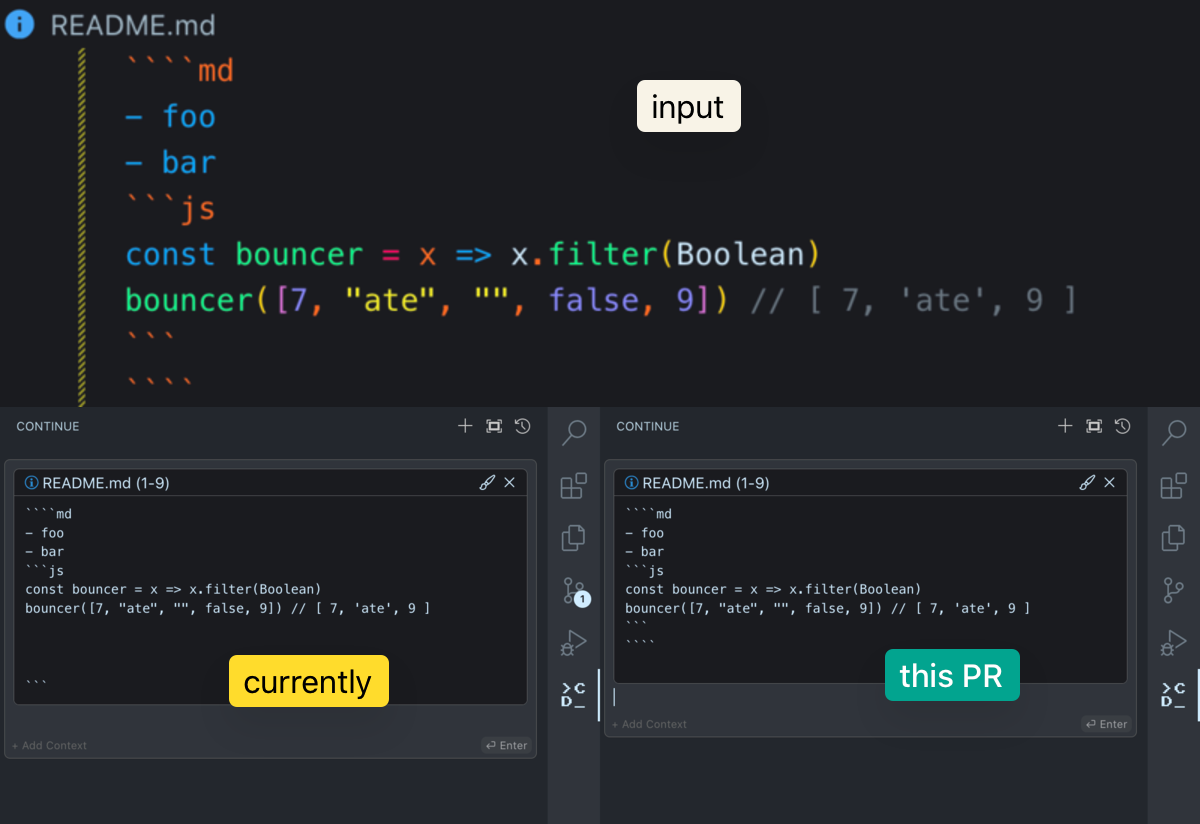 README.md
````md
- foo
- bar
```js
const bouncer = x => x.filter(Boolean)
bouncer([7, "ate", "", false, 9]) // [ 7, 'ate', 9 ]
```
````
input
CONTINUE
README.md (1-9)
````md
- foo
- bar
```js
const bouncer = x => x.filter(Boolean)
bouncer([7, "ate", "", false, 9]) // [ 7, 'ate', 9 ]
```
currently
+ Add Context
⏎ Enter
1
>C
D_
CONTINUE
README.md (1-9)
````md
- foo
- bar
```js
const bouncer = x => x.filter(Boolean)
bouncer([7, "ate", "", false, 9]) // [ 7, 'ate', 9 ]
```
````
this PR
+ Add Context
⏎ Enter
>C
D_